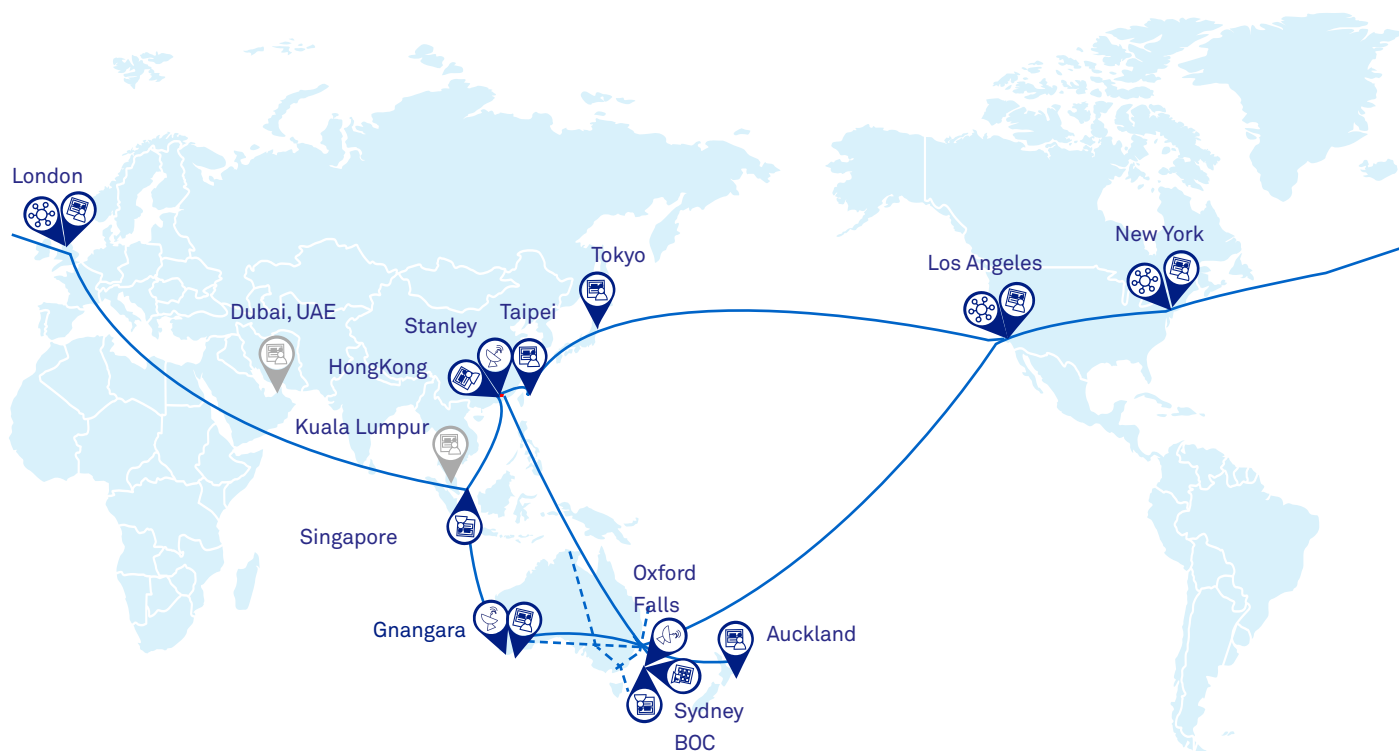 London
New York
Tokyo
Los Angeles
Dubai, UAE
Taipei
Stanley
HongKong
Kuala Lumpur
Singapore
Oxford
Falls
Gnangara
Auckland
Sydney
BOC